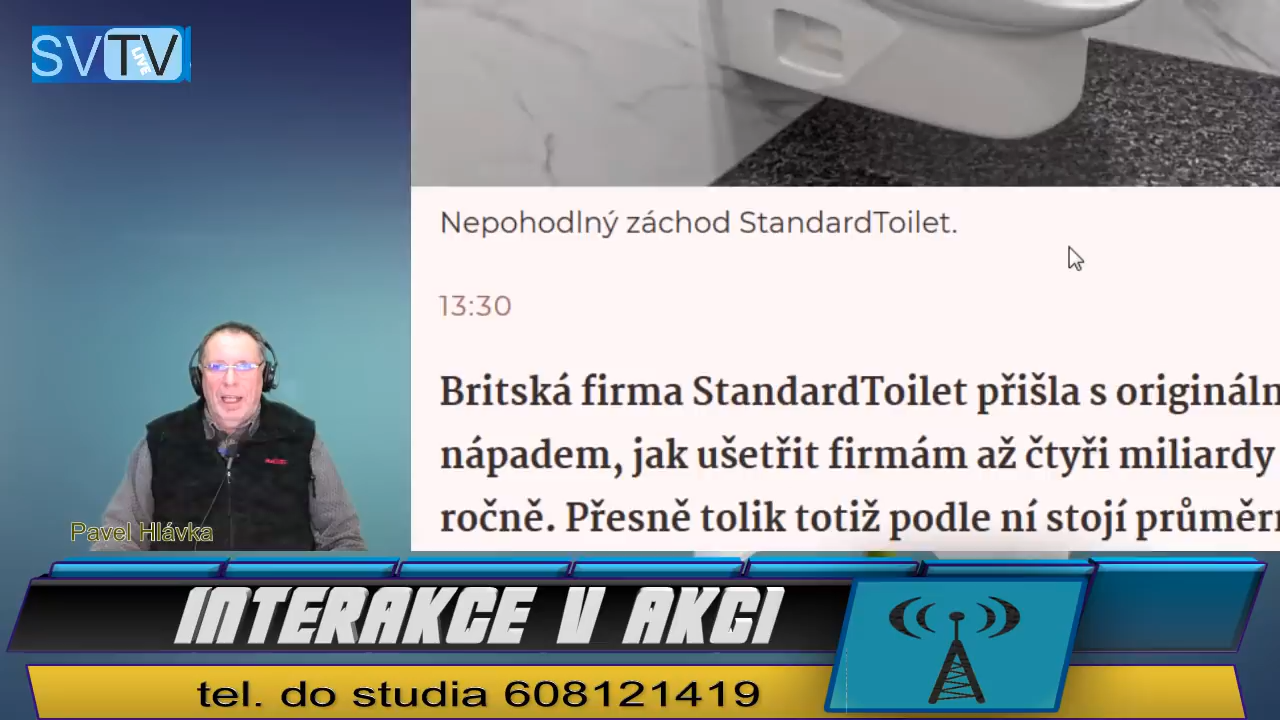 SVTV
LIVE
Nepohodlný záchod StandardToilet.
13:30
Britská firma StandardToilet přišla s origináln
nápadem, jak ušetřit firmám až čtyři miliardy
ročně. Přesně tolik totiž podle ní stojí průměrn
Pavel Hlávka
INTERAKCE V AKCI
tel. do studia 608121419